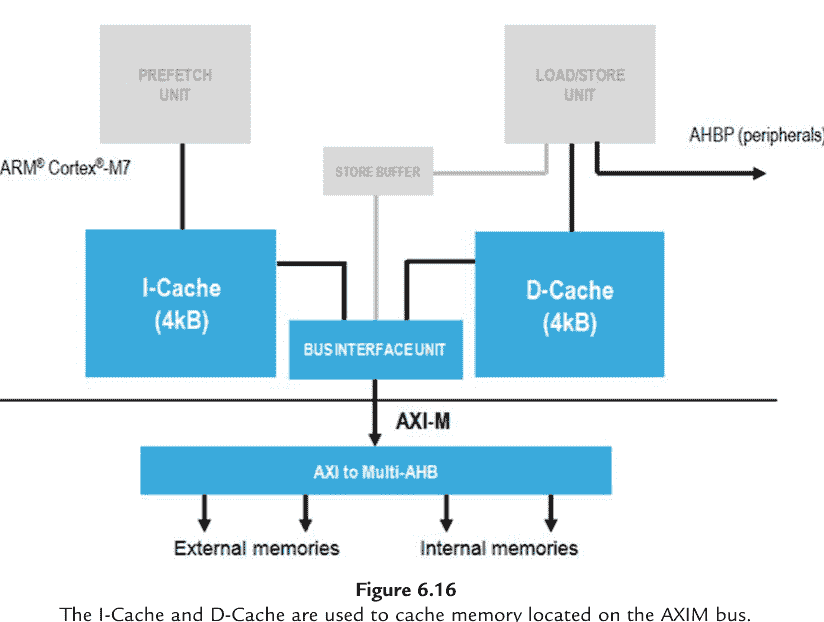 PREFETCH
UNIT
LOAD/STORE
UNIT
AHBP (peripherals)
ARM® Cortex®-M7
STORE BUFFER
I-Cache
(4kB)
D-Cache
(4kB)
BUS INTERFACE UNIT
AXI-M
AXI to Multi-AHB
External memories
Internal memories
Figure 6.16
The I-Cache and D-Cache are used to cache memory located on the AXIM bus.